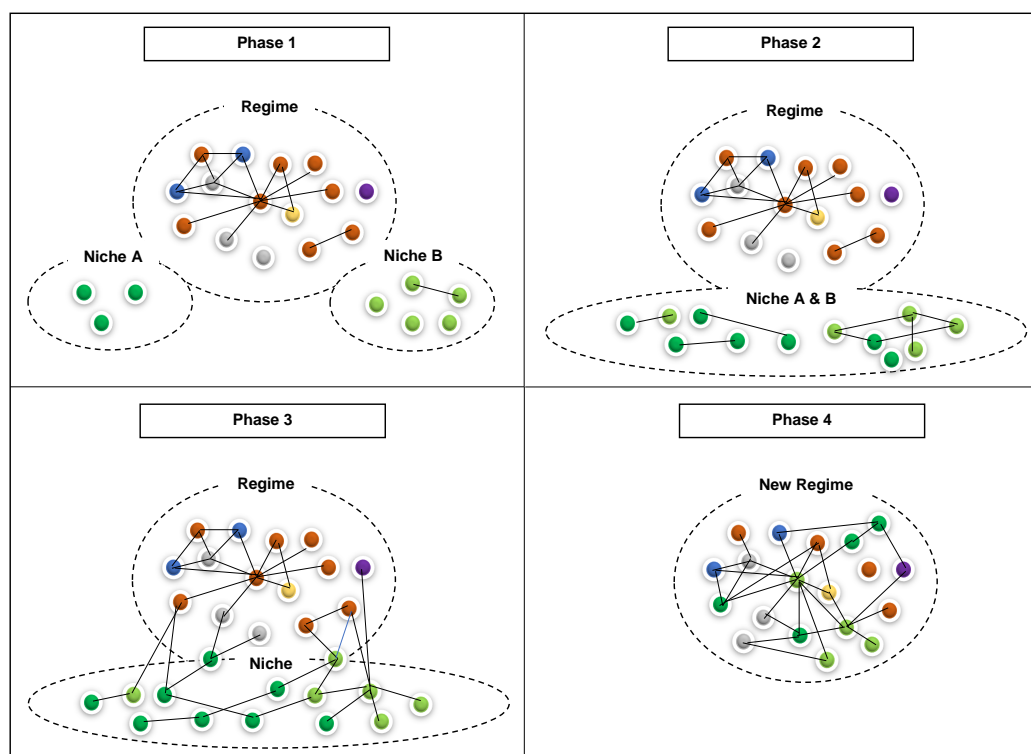 Phase 1
Regime
Niche A
Niche B
Phase 2
Regime
Niche A & B
Phase 3
Regime
Niche
Phase 4
New Regime